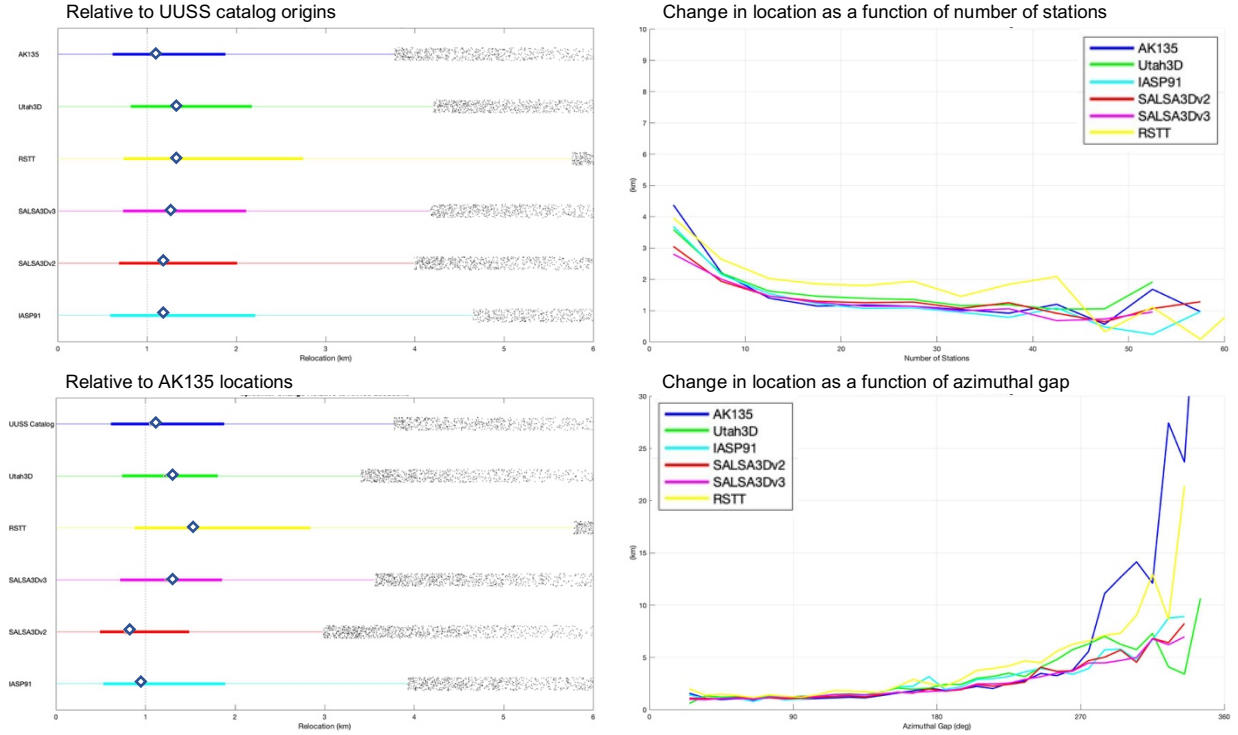 Relative to UUSS catalog origins
AK135
Utah3D
RSTT
SALSA3Dv3
SALSA3Dv2
IASP91
0 1 2 3 4 5 6
Relocation (km)
Change in location as a function of number of stations
10
9
8
7
6
5
4
3
2
1
0
(km)
AK135
Utah3D
IASP91
SALSA3Dv2
SALSA3Dv3
RSTT
0 10 20 30 40 50 60
Number of Stations
Relative to AK135 locations
UUSS Catalog
Utah3D
RSTT
SALSA3Dv3
SALSA3Dv2
IASP91
0 1 2 3 4 5 6
Relocation (km)
Change in location as a function of azimuthal gap
30
25
20
15
10
5
0
(km)
AK135
Utah3D
IASP91
SALSA3Dv2
SALSA3Dv3
RSTT
0 90 180 270 360
Azimuthal Gap (deg)